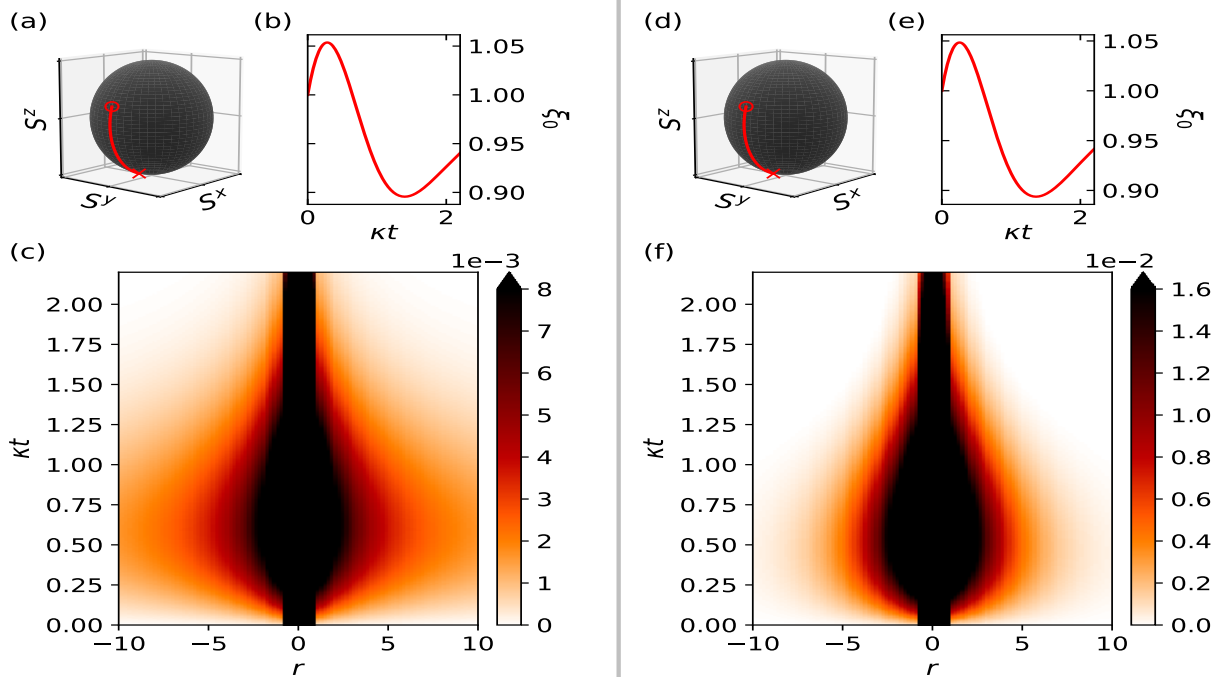 (a)
S^z
S^y
S^x
(b)
1.05
1.00
0.95
0.90
ξ_0
0
2
κt
(c)
1e−3
2.00
1.75
1.50
1.25
1.00
0.75
0.50
0.25
0.00
κt
−10
−5
0
5
10
r
8
7
6
5
4
3
2
1
0
(d)
S^z
S^y
S^x
(e)
1.05
1.00
0.95
0.90
ξ_0
0
2
κt
(f)
1e−2
2.00
1.75
1.50
1.25
1.00
0.75
0.50
0.25
0.00
κt
−10
−5
0
5
10
r
1.6
1.4
1.2
1.0
0.8
0.6
0.4
0.2
0.0